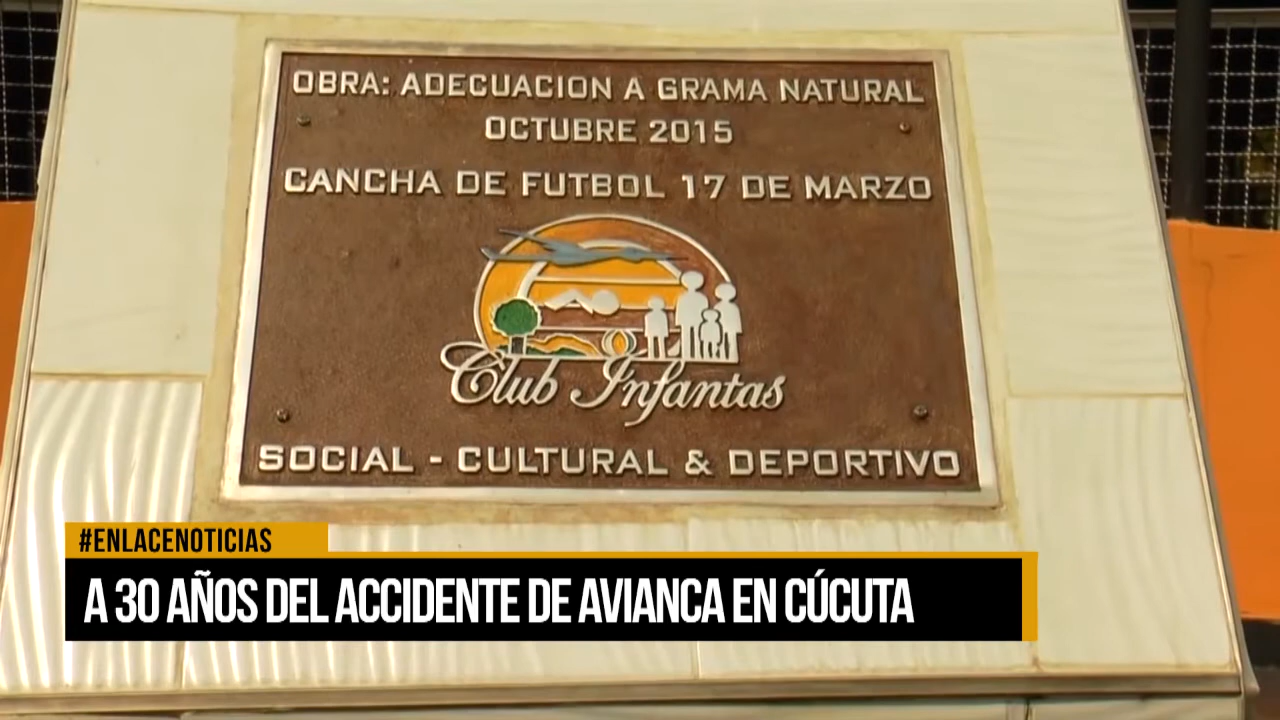 OBRA: ADECUACION A GRAMA NATURAL
OCTUBRE 2015
CANCHA DE FUTBOL 17 DE MARZO
Club Infantas
SOCIAL - CULTURAL & DEPORTIVO
#ENLACENOTICIAS
A 30 AÑOS DEL ACCIDENTE DE AVIANCA EN CÚCUTA